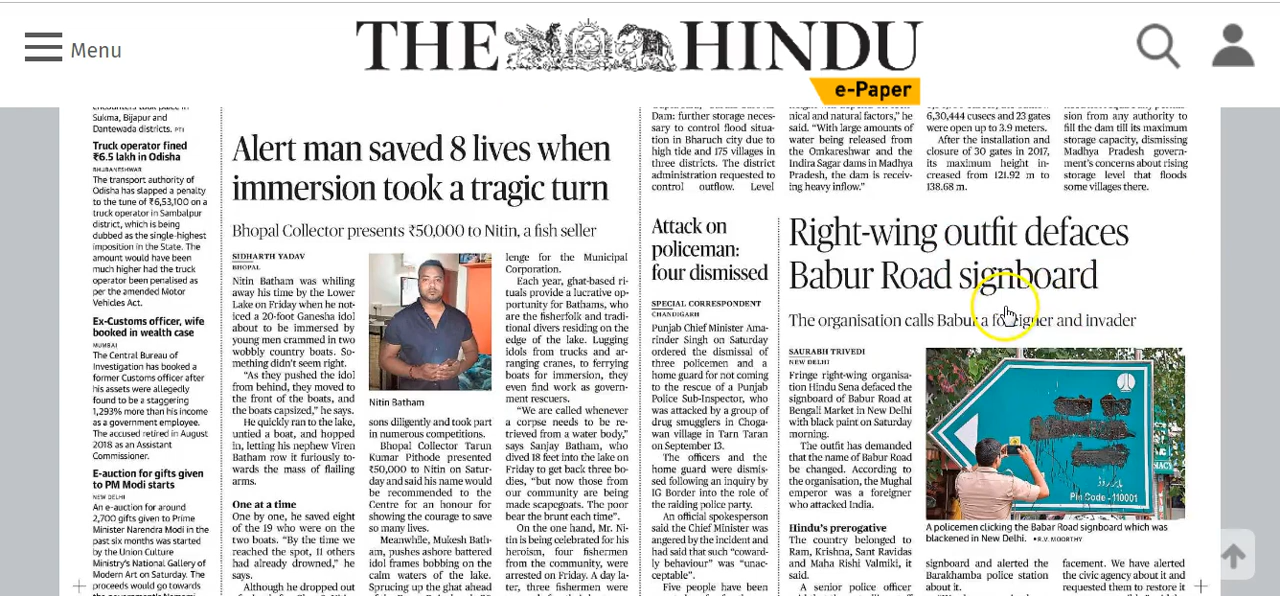 Menu
THE HINDU
e-Paper
Sukma, Bijapur and
Dantewada districts. PTI
Truck operator fined
₹6.5 lakh in Odisha
BHUBANESHWAR
The transport authority of
Odisha has slapped a penalty
to the tune of ₹6,53,100 on a
truck operator in Sambalpur
district, which is being
dubbed as the single-highest
imposition in the State. The
amount would have been
much higher had the truck
operator been penalised as
per the amended Motor
Vehicles Act.
Ex-Customs officer, wife
booked in wealth case
MUMBAI
The Central Bureau of
Investigation has booked a
former Customs officer after
his assets were allegedly
found to be a staggering
1,293% more than his income
as a government employee.
The accused retired in August
2018 as an Assistant
Commissioner.
E-auction for gifts given
to PM Modi starts
NEW DELHI
An e-auction for around
2,700 gifts given to Prime
Minister Narendra Modi in the
past six months was started
by the Union Culture
Ministry's National Gallery of
Modern Art on Saturday. The
proceeds would go towards
Alert man saved 8 lives when
immersion took a tragic turn
Bhopal Collector presents ₹50,000 to Nitin, a fish seller
SIDHARTH YADAV
BHOPAL
Nitin Batham was whiling
away his time by the Lower
Lake on Friday when he not-
iced a 20-foot Ganesha idol
about to be immersed by
young men crammed in two
wobbly country boats. So-
mething didn't seem right.
"As they pushed the idol
from behind, they moved to
the front of the boats, and
the boats capsized," he says.
He quickly ran to the lake,
untied a boat, and hopped
in, letting his nephew Viren
Batham row it furiously to-
wards the mass of flailing
arms.
One at a time
One by one, he saved eight
of the 19 who were on the
two boats. "By the time we
reached the spot, 11 others
had already drowned," he
says.
Although he dropped out
Nitin Batham
sons diligently and took part
in numerous competitions.
Bhopal Collector Tarun
Kumar Pithode presented
₹50,000 to Nitin on Satur-
day and said his name would
be recommended to the
Centre for an honour for
showing the courage to save
so many lives.
Meanwhile, Mukesh Bath-
am, pushes ashore battered
idol frames bobbing on the
calm waters of the lake.
Sprucing up the ghat ahead
lenge for the Municipal
Corporation.
Each year, ghat-based ri-
tuals provide a lucrative op-
portunity for Bathams, who
are the fisherfolk and tradi-
tional divers residing on the
edge of the lake. Lugging
idols from trucks and ar-
ranging cranes, to ferrying
boats for immersion, they
even find work as govern-
ment rescuers.
"We are called whenever
a corpse needs to be re-
trieved from a water body,"
says Sanjay Batham, who
dived 18 feet into the lake on
Friday to get back three bo-
dies, "but now those from
our community are being
made scapegoats. The poor
bear the brunt each time".
On the one hand, Mr. Ni-
tin is being celebrated for his
heroism, four fishermen
from the community, were
arrested on Friday. A day la-
ter, three fishermen were
Dam: further storage neces-
sary to control flood situa-
tion in Bharuch city due to
high tide and 175 villages in
three districts. The district
administration requested to
control outflow. Level
nical and natural factors," he
said. "With large amounts of
water being released from
the Omkareshwar and the
Indira Sagar dams in Madhya
Pradesh, the dam is receiv-
ing heavy inflow."
6,30,444 cusecs and 23 gates
were open up to 3.9 meters.
After the installation and
closure of 30 gates in 2017,
its maximum height in-
creased from 121.92 m to
138.68 m.
sion from any authority to
fill the dam till its maximum
storage capacity, dismissing
Madhya Pradesh govern-
ment's concerns about rising
storage level that floods
some villages there.
Attack on
policeman:
four dismissed
SPECIAL CORRESPONDENT
CHANDIGARH
Punjab Chief Minister Ama-
rinder Singh on Saturday
ordered the dismissal of
three policemen and a
home guard for not coming
to the rescue of a Punjab
Police Sub-Inspector, who
was attacked by a group of
drug smugglers in Choga-
wan village in Tarn Taran
on September 13.
The officers and the
home guard were dismis-
sed following an inquiry by
IG Border into the role of
the raiding police party.
An official spokesperson
said the Chief Minister was
angered by the incident and
had said that such "coward-
ly behaviour" was "unac-
ceptable".
Five people have been
Right-wing outfit defaces
Babur Road signboard
The organisation calls Babur a foreigner and invader
SAURABH TRIVEDI
NEW DELHI
Fringe right-wing organisa-
tion Hindu Sena defaced the
signboard of Babur Road at
Bengali Market in New Delhi
with black paint on Saturday
morning.
The outfit has demanded
that the name of Babur Road
be changed. According to
the organisation, the Mughal
emperor was a foreigner
who attacked India.
Hindu's prerogative
The country belonged to
Ram, Krishna, Sant Ravidas
and Maha Rishi Valmiki, it
said.
A senior police officer
Pin Code - 110001
A policemen clicking the Babar Road signboard which was
blackened in New Delhi. •R.V. MOORTHY
signboard and alerted the
Barakhamba police station
about it.
facement. We have alerted
the civic agency about it and
requested them to restore it